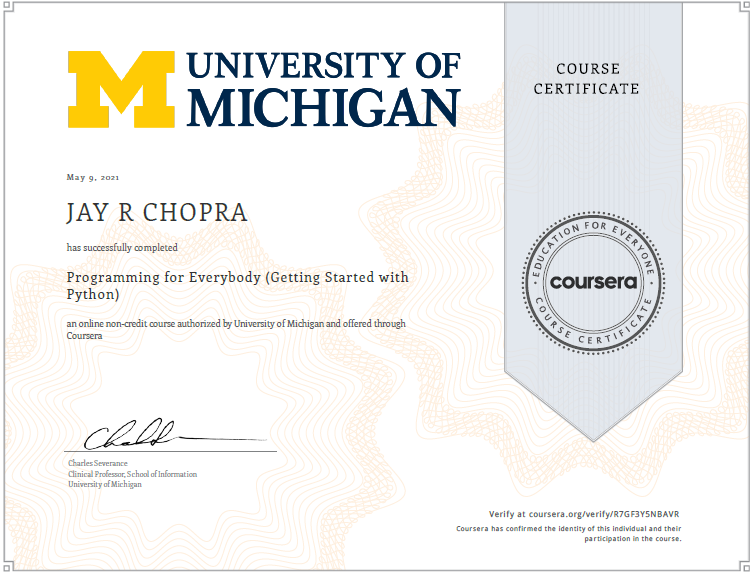 UNIVERSITY OF
MICHIGAN
COURSE
CERTIFICATE
May 9, 2021
JAY R CHOPRA
has successfully completed
Programming for Everybody (Getting Started with
Python)
an online non-credit course authorized by University of Michigan and offered through
Coursera
EDUCATION FOR EVERYONE
coursera
COURSE CERTIFICATE
Charles Severance
Clinical Professor, School of Information
University of Michigan
Verify at coursera.org/verify/R7GF3Y5NBAVR
Coursera has confirmed the identity of this individual and their
participation in the course.